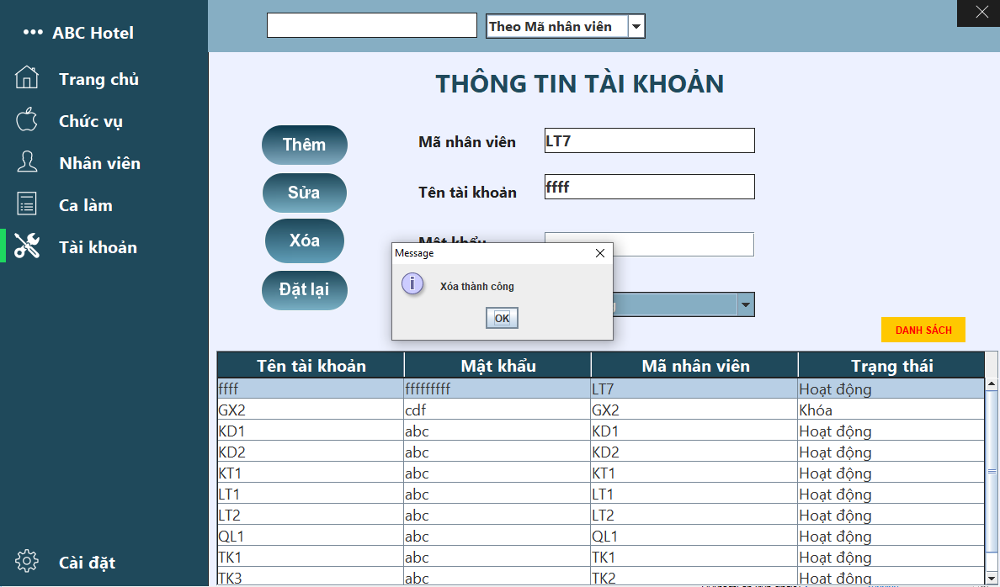 ABC Hotel
Trang chủ
Chức vụ
Nhân viên
Ca làm
Tài khoản
Cài đặt
Theo Mã nhân viên
THÔNG TIN TÀI KHOẢN
Thêm
Sửa
Xóa
Đặt lại
Mã nhân viên LT7
Tên tài khoản ffff
Mật khẩu
Message
Xóa thành công
OK
DANH SÁCH
Tên tài khoản Mật khẩu Mã nhân viên Trạng thái
ffff fffffffff LT7 Hoạt động
GX2 cdf GX2 Khóa
KD1 abc KD1 Hoạt động
KD2 abc KD2 Hoạt động
KT1 abc KT1 Hoạt động
LT1 abc LT1 Hoạt động
LT2 abc LT2 Hoạt động
QL1 abc QL1 Hoạt động
TK1 abc TK1 Hoạt động
TK3 abc TK2 Hoạt động